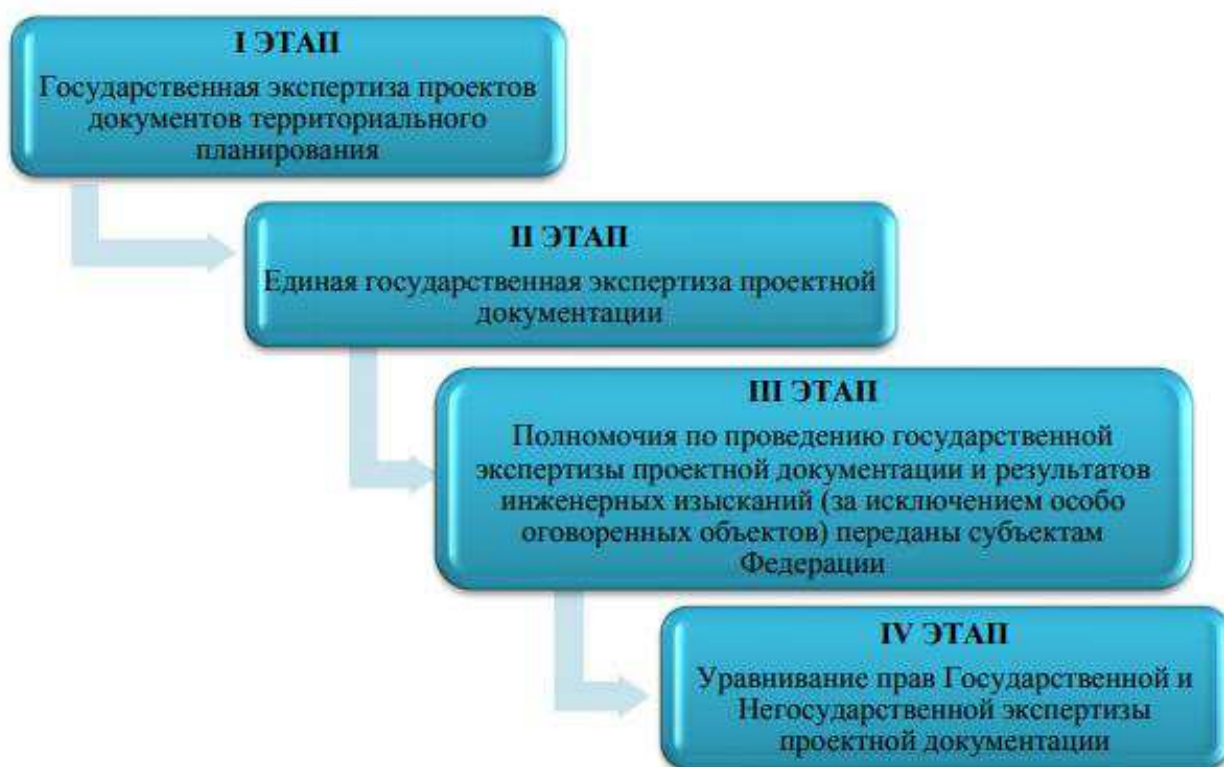 I ЭТАП
Государственная экспертиза проектов
документов территориального
планирования
II ЭТАП
Единая государственная экспертиза проектной
документации
III ЭТАП
Полномочия по проведению государственной
экспертизы проектной документации и результатов
инженерных изысканий (за исключением особо
оговоренных объектов) переданы субъектам
Федерации
IV ЭТАП
Уравнивание прав Государственной и
Негосударственной экспертизы
проектной документации